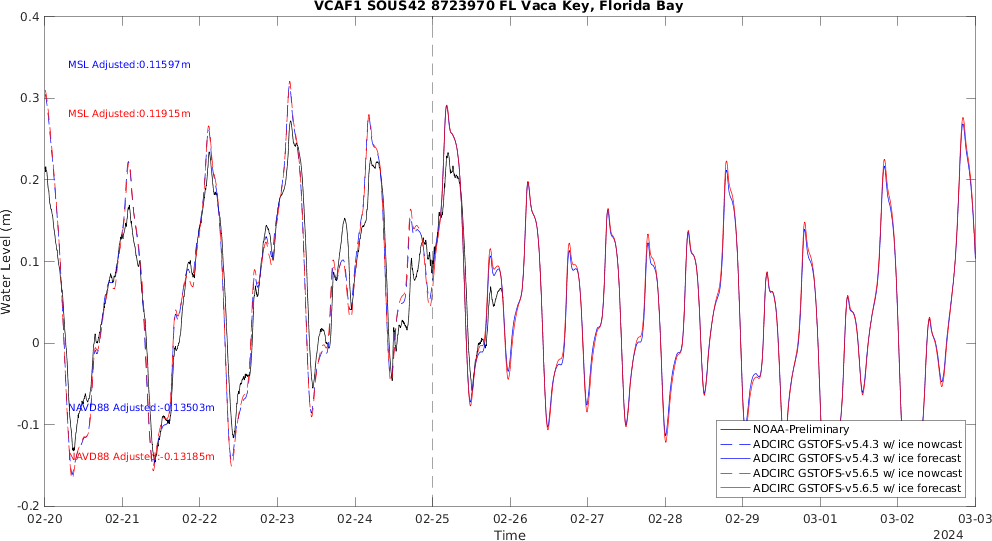 VCAF1 SOUS42 8723970 FL Vaca Key, Florida Bay
0.4
0.3
0.2
0.1
0
-0.1
-0.2
Water Level (m)
MSL Adjusted:0.11597m
MSL Adjusted:0.11915m
NAVD88 Adjusted:-0.13503m
NAVD88 Adjusted:-0.13185m
NOAA-Preliminary
ADCIRC GSTOFS-v5.4.3 w/ ice nowcast
ADCIRC GSTOFS-v5.4.3 w/ ice forecast
ADCIRC GSTOFS-v5.6.5 w/ ice nowcast
ADCIRC GSTOFS-v5.6.5 w/ ice forecast
02-20 02-21 02-22 02-23 02-24 02-25 02-26 02-27 02-28 02-29 03-01 03-02 03-03
Time
2024